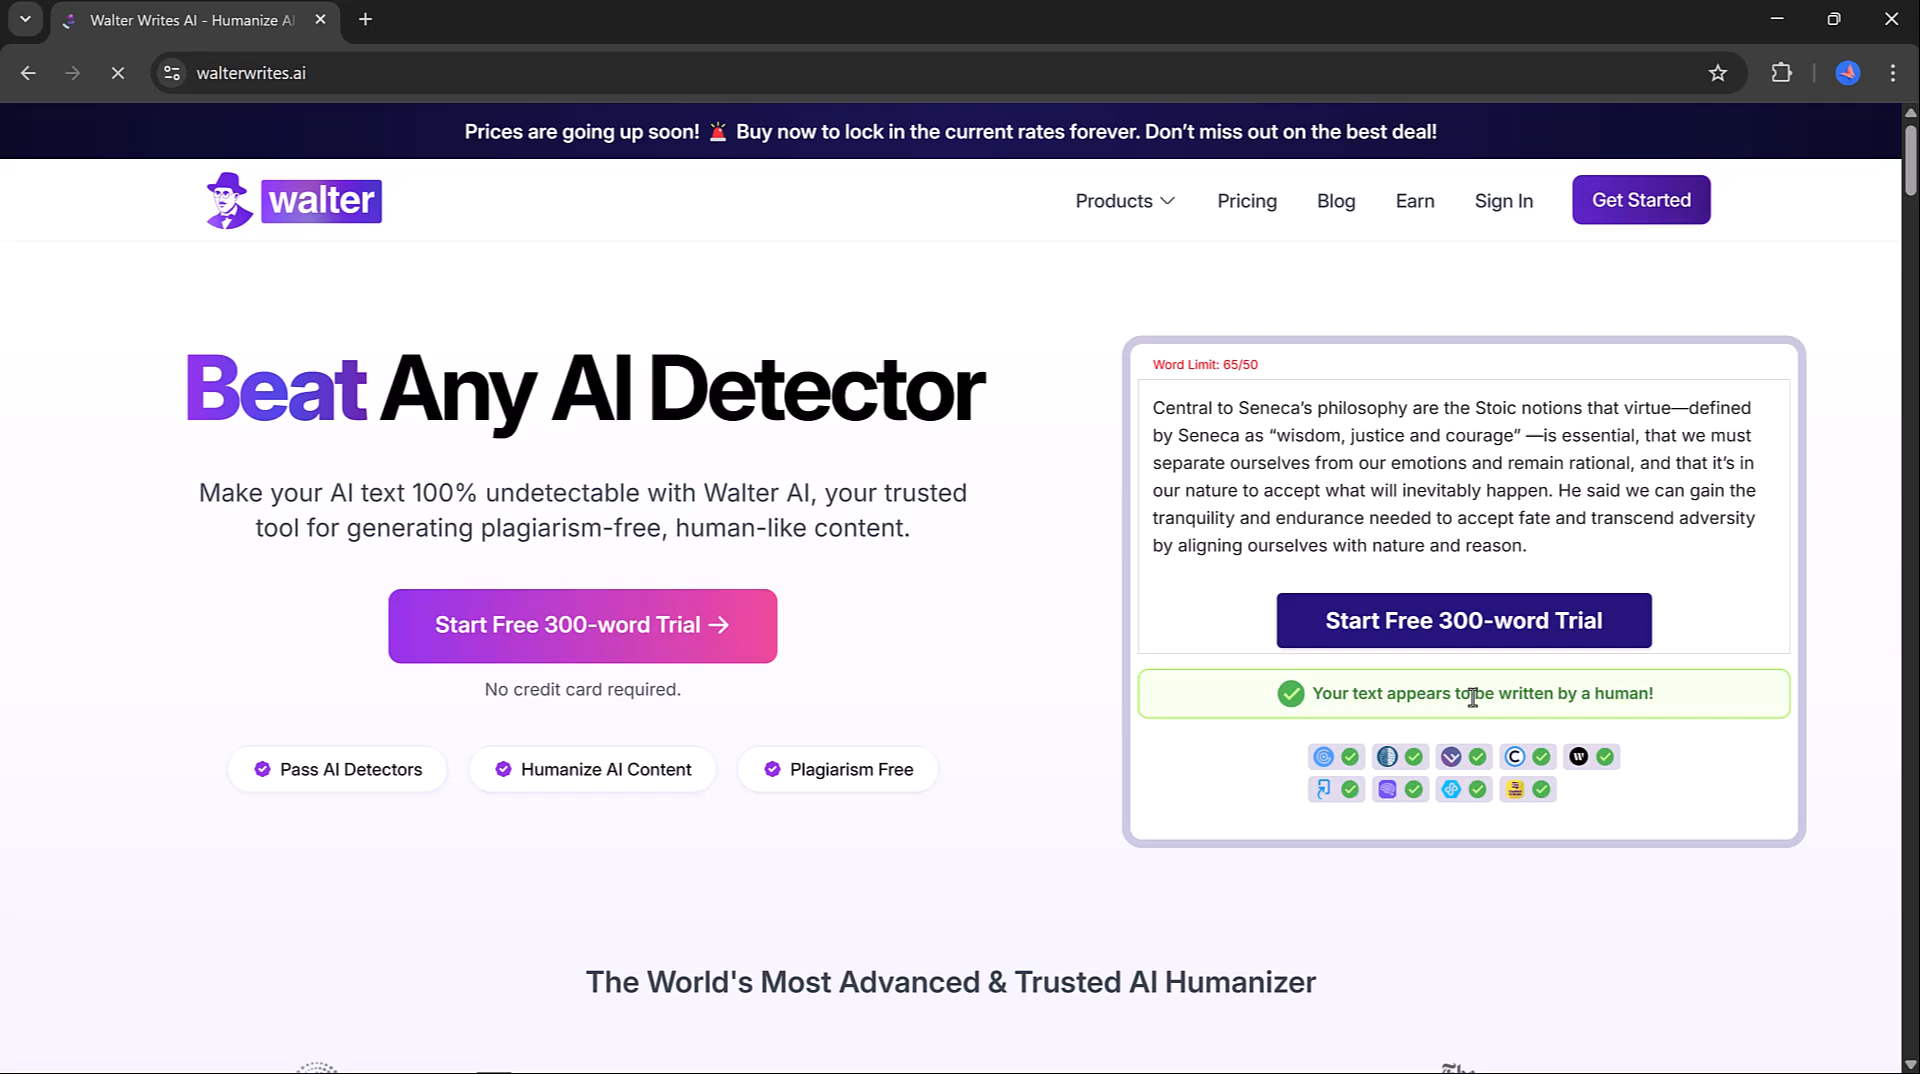 Walter Writes AI - Humanize AI
walterwrites.ai
Prices are going up soon! 🚨 Buy now to lock in the current rates forever. Don’t miss out on the best deal!
walter
Products
Pricing
Blog
Earn
Sign In
Get Started
Beat Any AI Detector
Make your AI text 100% undetectable with Walter AI, your trusted
tool for generating plagiarism-free, human-like content.
Start Free 300-word Trial →
No credit card required.
Pass AI Detectors
Humanize AI Content
Plagiarism Free
Word Limit: 65/50
Central to Seneca’s philosophy are the Stoic notions that virtue—defined
by Seneca as “wisdom, justice and courage” —is essential, that we must
separate ourselves from our emotions and remain rational, and that it’s in
our nature to accept what will inevitably happen. He said we can gain the
tranquility and endurance needed to accept fate and transcend adversity
by aligning ourselves with nature and reason.
Start Free 300-word Trial
Your text appears to be written by a human!
The World's Most Advanced & Trusted AI Humanizer